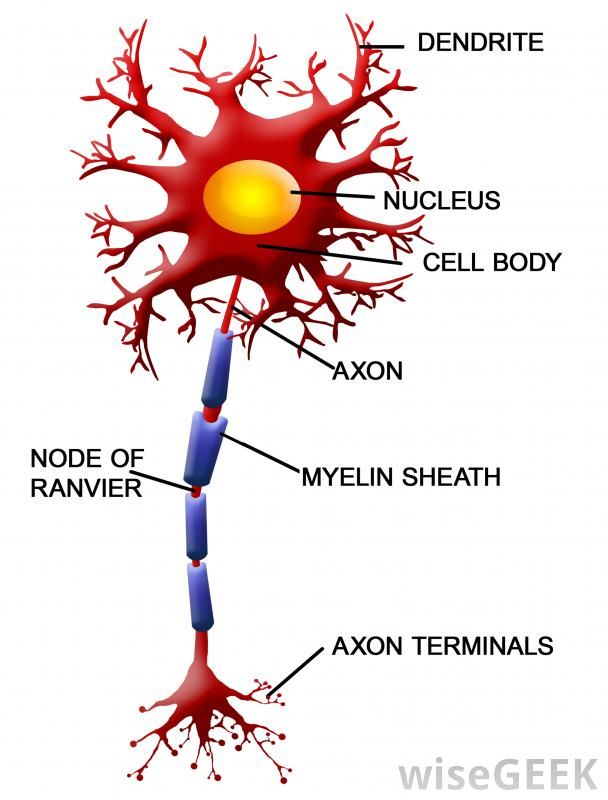 DENDRITE
NUCLEUS
CELL BODY
AXON
NODE OF
RANVIER
MYELIN SHEATH
AXON TERMINALS
wiseGEEK